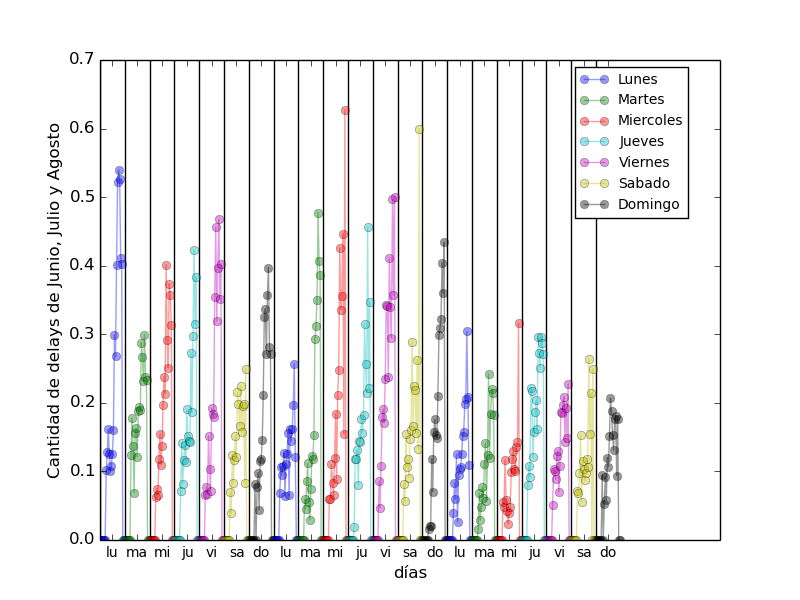 Cantidad de delays de Junio, Julio y Agosto
0.7
0.6
0.5
0.4
0.3
0.2
0.1
0.0
Lunes
Martes
Miercoles
Jueves
Viernes
Sabado
Domingo
lu ma mi ju vi sa do lu ma mi ju vi sa do lu ma mi ju vi sa do
días